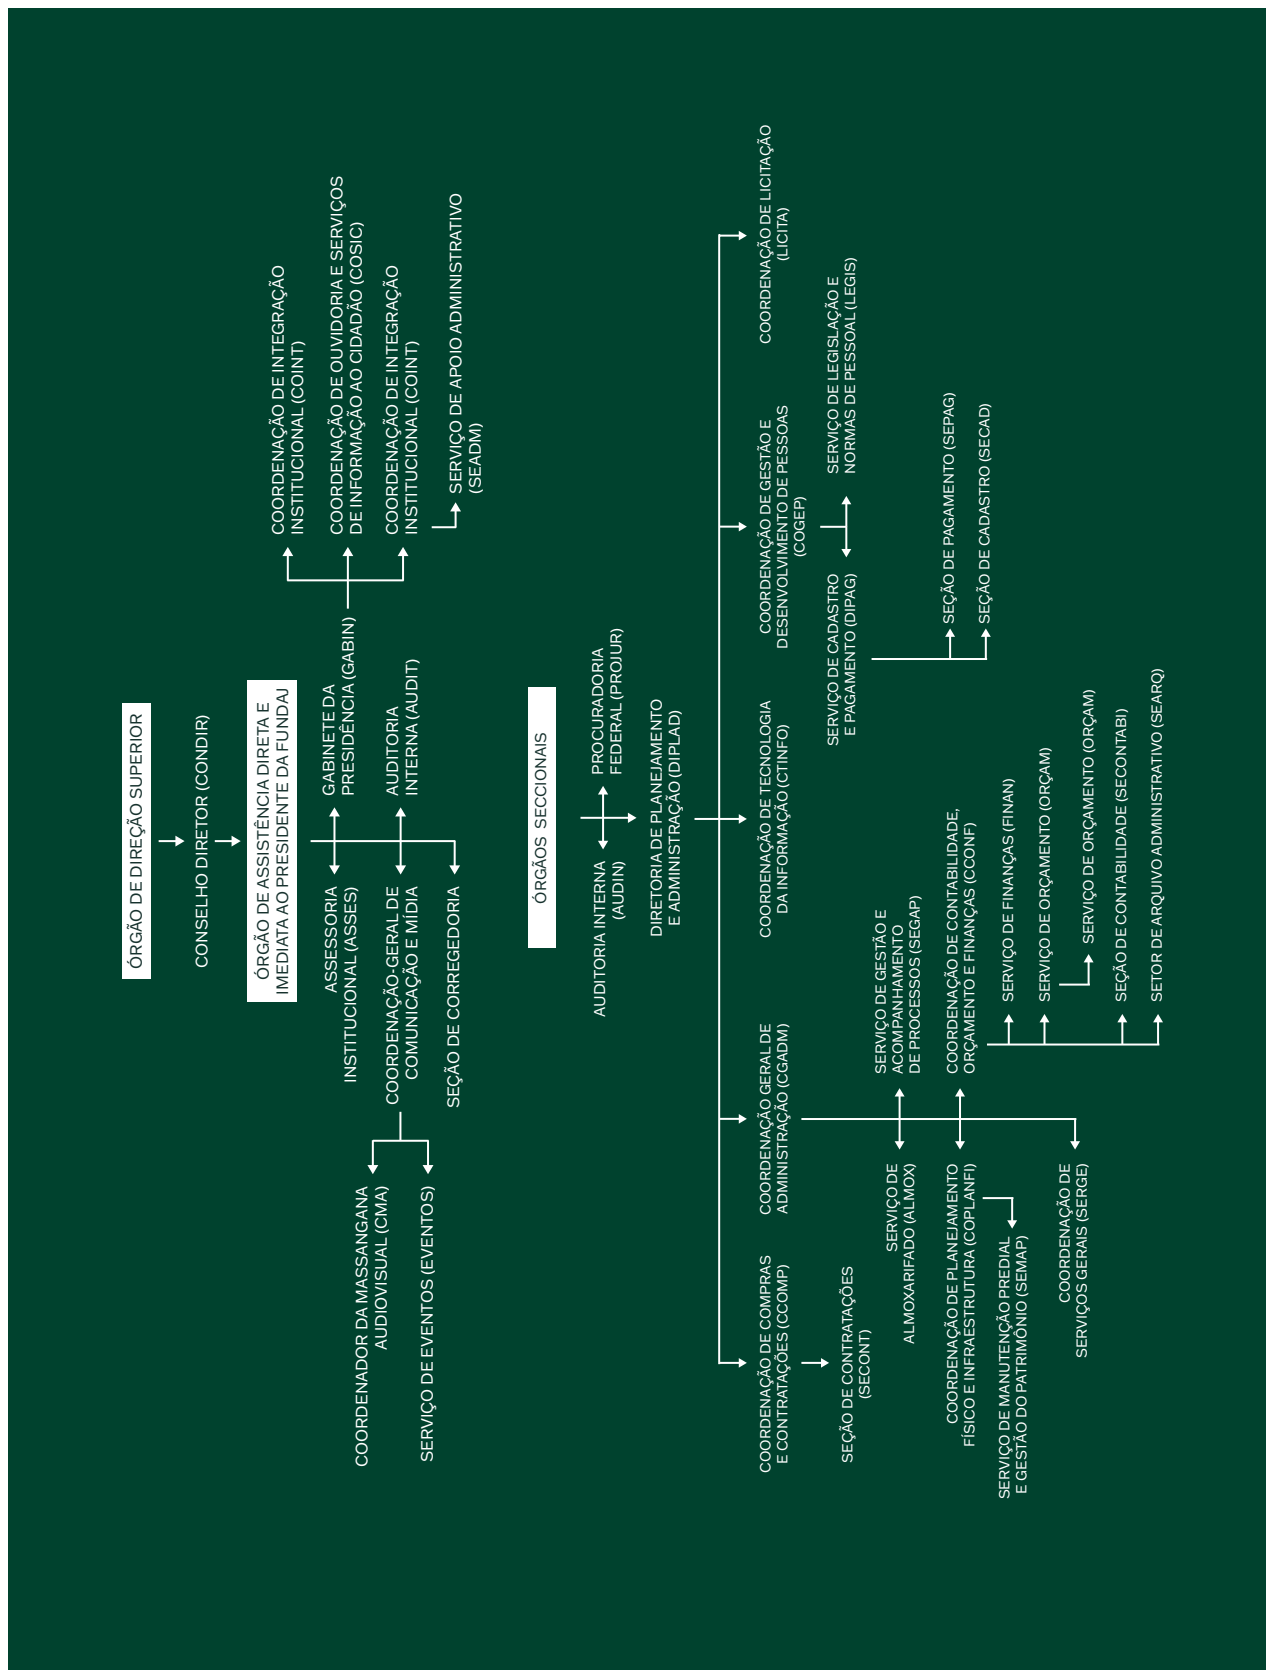 ÓRGÃO DE DIREÇÃO SUPERIOR
CONSELHO DIRETOR (CONDIR)
ÓRGÃO DE ASSISTÊNCIA DIRETA E
IMEDIATA AO PRESIDENTE DA FUNDAJ
ASSESSORIA
INSTITUCIONAL (ASSES)
GABINETE DA
PRESIDÊNCIA (GABIN)
COORDENAÇÃO DE INTEGRAÇÃO
INSTITUCIONAL (COINT)
COORDENAÇÃO DE OUVIDORIA E SERVIÇOS
DE INFORMAÇÃO AO CIDADÃO (COSIC)
COORDENAÇÃO DE INTEGRAÇÃO
INSTITUCIONAL (COINT)
SERVIÇO DE APOIO ADMINISTRATIVO
(SEADM)
COORDENAÇÃO-GERAL DE
COMUNICAÇÃO E MÍDIA
AUDITORIA
INTERNA (AUDIT)
COORDENADOR DA MASSANGANA
AUDIOVISUAL (CMA)
SERVIÇO DE EVENTOS (EVENTOS)
SEÇÃO DE CORREGEDORIA
ÓRGÃOS SECCIONAIS
AUDITORIA INTERNA
(AUDIN)
PROCURADORIA
FEDERAL (PROJUR)
DIRETORIA DE PLANEJAMENTO
E ADMINISTRAÇÃO (DIPLAD)
COORDENAÇÃO DE COMPRAS
E CONTRATAÇÕES (CCOMP)
COORDENAÇÃO GERAL DE
ADMINISTRAÇÃO (CGADM)
COORDENAÇÃO DE TECNOLOGIA
DA INFORMAÇÃO (CTINFO)
COORDENAÇÃO DE GESTÃO E
DESENVOLVIMENTO DE PESSOAS
(COGEP)
COORDENAÇÃO DE LICITAÇÃO
(LICITA)
SEÇÃO DE CONTRATAÇÕES
(SECONT)
SERVIÇO DE CADASTRO
E PAGAMENTO (DIPAG)
SERVIÇO DE LEGISLAÇÃO E
NORMAS DE PESSOAL (LEGIS)
SERVIÇO DE
ALMOXARIFADO (ALMOX)
SERVIÇO DE GESTÃO E
ACOMPANHAMENTO
DE PROCESSOS (SEGAP)
SEÇÃO DE PAGAMENTO (SEPAG)
SEÇÃO DE CADASTRO (SECAD)
COORDENAÇÃO DE PLANEJAMENTO
FÍSICO E INFRAESTRUTURA (COPLANFI)
COORDENAÇÃO DE CONTABILIDADE,
ORÇAMENTO E FINANÇAS (CCONF)
SERVIÇO DE MANUTENÇÃO PREDIAL
E GESTÃO DO PATRIMÔNIO (SEMAP)
SERVIÇO DE FINANÇAS (FINAN)
SERVIÇO DE ORÇAMENTO (ORÇAM)
SERVIÇO DE ORÇAMENTO (ORÇAM)
COORDENAÇÃO DE
SERVIÇOS GERAIS (SERGE)
SEÇÃO DE CONTABILIDADE (SECONTABI)
SETOR DE ARQUIVO ADMINISTRATIVO (SEARQ)